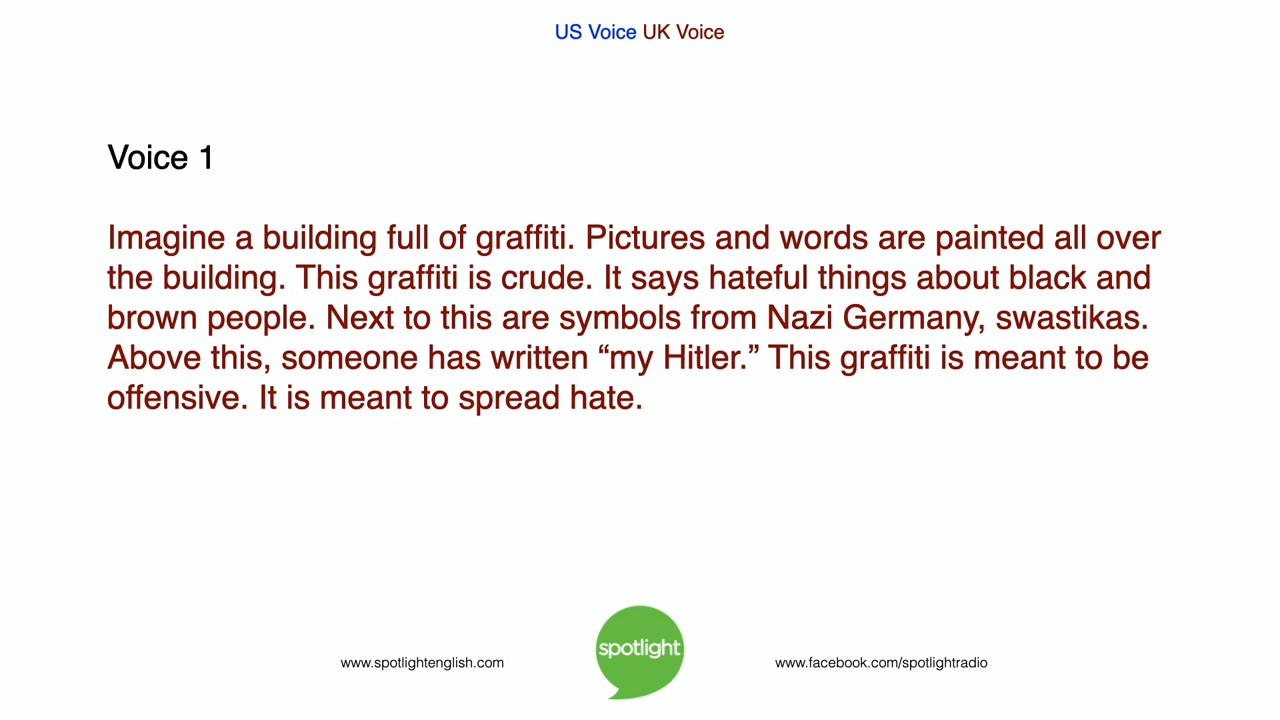 US Voice UK Voice
Voice 1
Imagine a building full of graffiti. Pictures and words are painted all over
the building. This graffiti is crude. It says hateful things about black and
brown people. Next to this are symbols from Nazi Germany, swastikas.
Above this, someone has written “my Hitler.” This graffiti is meant to be
offensive. It is meant to spread hate.
spotlight
www.spotlightenglish.com
www.facebook.com/spotlightradio